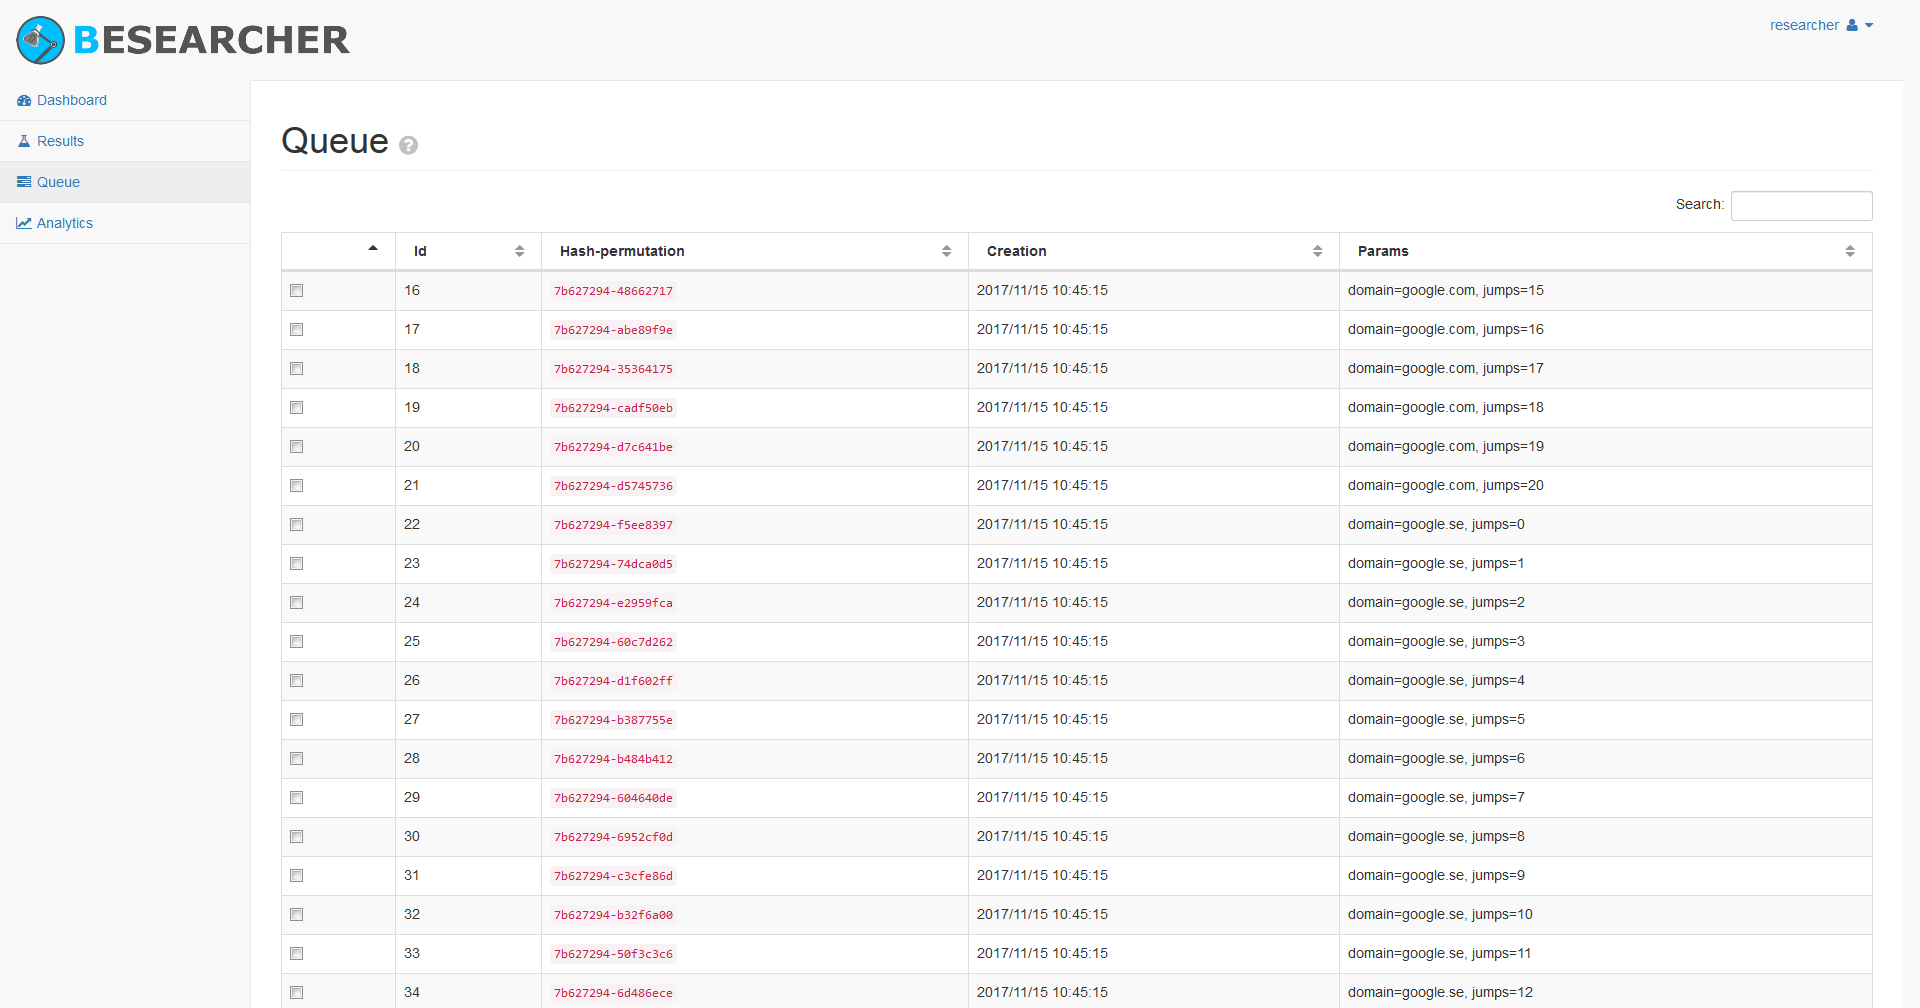 BESEARCHER
researcher
Dashboard
Results
Queue
Analytics
Queue ?
Search:
Id Hash-permutation Creation Params
16 7b627294-48662717 2017/11/15 10:45:15 domain=google.com, jumps=15
17 7b627294-abe89f9e 2017/11/15 10:45:15 domain=google.com, jumps=16
18 7b627294-35364175 2017/11/15 10:45:15 domain=google.com, jumps=17
19 7b627294-cadf50eb 2017/11/15 10:45:15 domain=google.com, jumps=18
20 7b627294-d7c641be 2017/11/15 10:45:15 domain=google.com, jumps=19
21 7b627294-d5745736 2017/11/15 10:45:15 domain=google.com, jumps=20
22 7b627294-f5ee8397 2017/11/15 10:45:15 domain=google.se, jumps=0
23 7b627294-74dca0d5 2017/11/15 10:45:15 domain=google.se, jumps=1
24 7b627294-e2959fca 2017/11/15 10:45:15 domain=google.se, jumps=2
25 7b627294-60c7d262 2017/11/15 10:45:15 domain=google.se, jumps=3
26 7b627294-d1f602ff 2017/11/15 10:45:15 domain=google.se, jumps=4
27 7b627294-b387755e 2017/11/15 10:45:15 domain=google.se, jumps=5
28 7b627294-b484b412 2017/11/15 10:45:15 domain=google.se, jumps=6
29 7b627294-604640de 2017/11/15 10:45:15 domain=google.se, jumps=7
30 7b627294-6952cf0d 2017/11/15 10:45:15 domain=google.se, jumps=8
31 7b627294-c3cfe86d 2017/11/15 10:45:15 domain=google.se, jumps=9
32 7b627294-b32f6a00 2017/11/15 10:45:15 domain=google.se, jumps=10
33 7b627294-50f3c3c6 2017/11/15 10:45:15 domain=google.se, jumps=11
34 7b627294-6d486ece 2017/11/15 10:45:15 domain=google.se, jumps=12